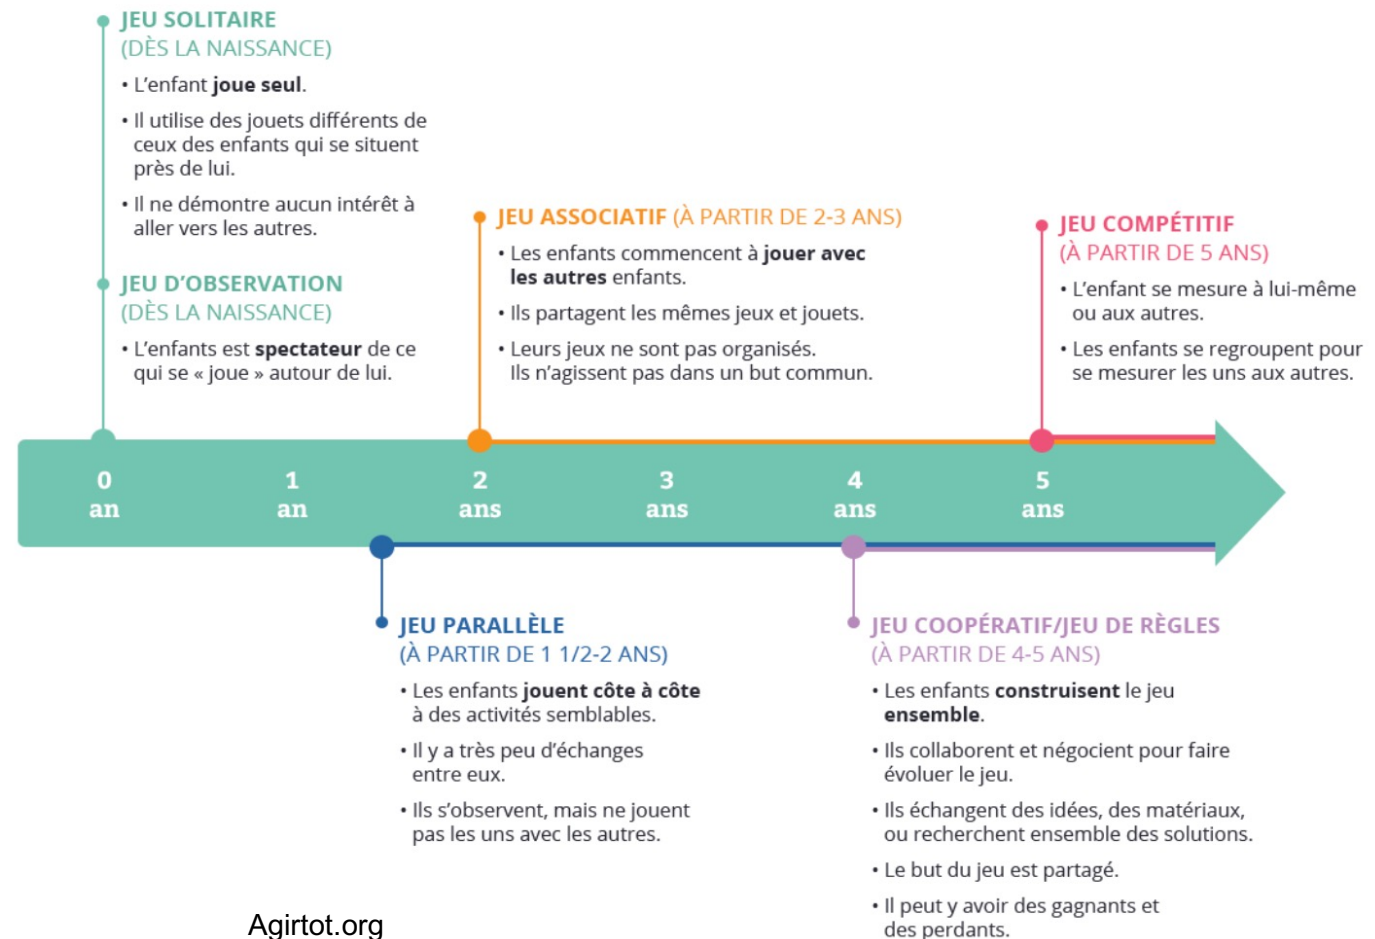 JEU SOLITAIRE
(DÈS LA NAISSANCE)
• L’enfant joue seul.
• Il utilise des jouets différents de
ceux des enfants qui se situent
près de lui.
• Il ne démontre aucun intérêt à
aller vers les autres.
JEU D’OBSERVATION
(DÈS LA NAISSANCE)
• L’enfants est spectateur de ce
qui se « joue » autour de lui.
JEU ASSOCIATIF (À PARTIR DE 2-3 ANS)
• Les enfants commencent à jouer avec
les autres enfants.
• Ils partagent les mêmes jeux et jouets.
• Leurs jeux ne sont pas organisés.
Ils n’agissent pas dans un but commun.
JEU COMPÉTITIF
(À PARTIR DE 5 ANS)
• L’enfant se mesure à lui-même
ou aux autres.
• Les enfants se regroupent pour
se mesurer les uns aux autres.
0 1 2 3 4 5
an an ans ans ans ans
JEU PARALLÈLE
(À PARTIR DE 1 1/2-2 ANS)
• Les enfants jouent côte à côte
à des activités semblables.
• Il y a très peu d’échanges
entre eux.
• Ils s’observent, mais ne jouent
pas les uns avec les autres.
JEU COOPÉRATIF/JEU DE RÈGLES
(À PARTIR DE 4-5 ANS)
• Les enfants construisent le jeu
ensemble.
• Ils collaborent et négocient pour faire
évoluer le jeu.
• Ils échangent des idées, des matériaux,
ou recherchent ensemble des solutions.
• Le but du jeu est partagé.
• Il peut y avoir des gagnants et
des perdants.
Agirtot.org